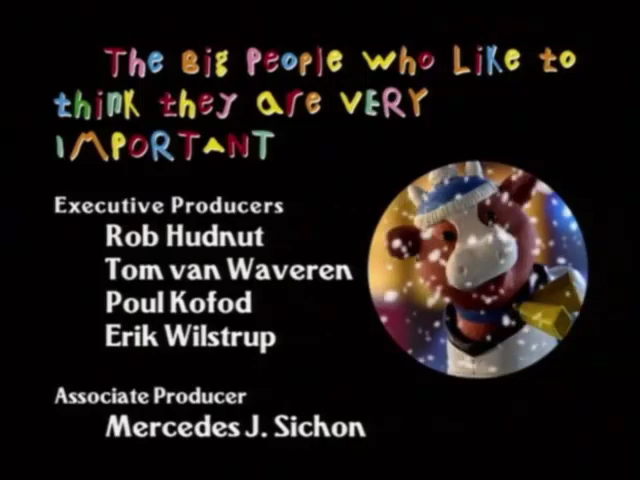 The Big People who Like to
think they are VERY
IMPORTANT
Executive Producers
Rob Hudnut
Tom van Waveren
Poul Kofod
Erik Wilstrup
Associate Producer
Mercedes J. Sichon